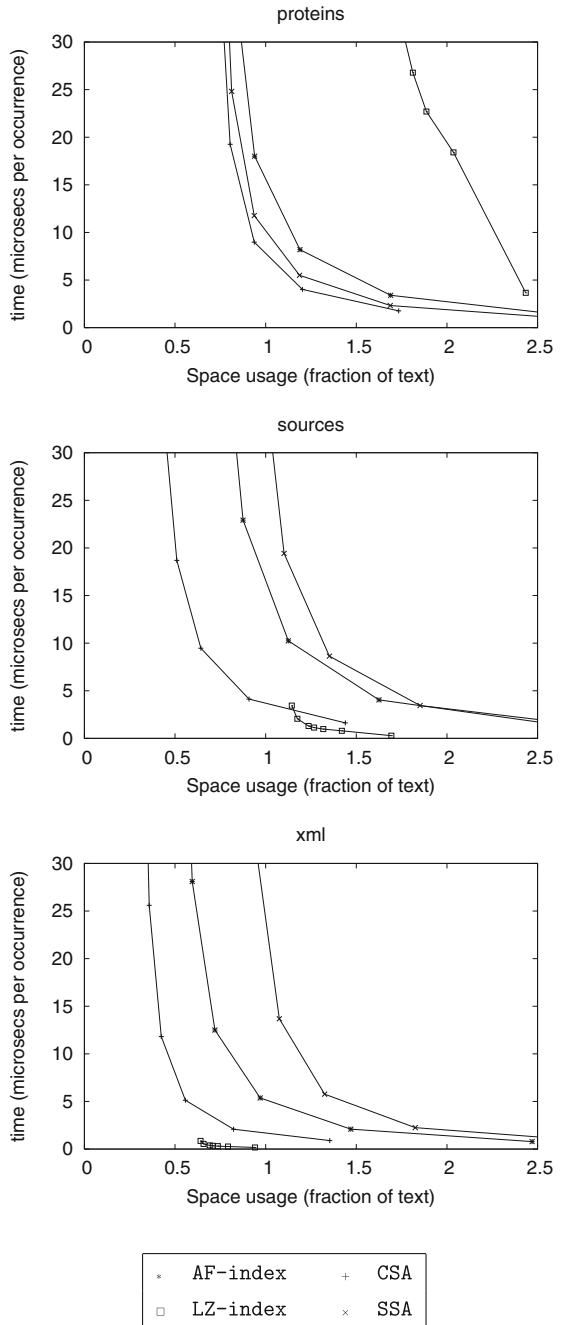 proteins
30
25
20
15
10
5
0
0 0.5 1 1.5 2 2.5
time (microsecs per occurrence)
Space usage (fraction of text)
sources
30
25
20
15
10
5
0
0 0.5 1 1.5 2 2.5
time (microsecs per occurrence)
Space usage (fraction of text)
xml
30
25
20
15
10
5
0
0 0.5 1 1.5 2 2.5
time (microsecs per occurrence)
Space usage (fraction of text)
AF-index CSA
LZ-index SSA